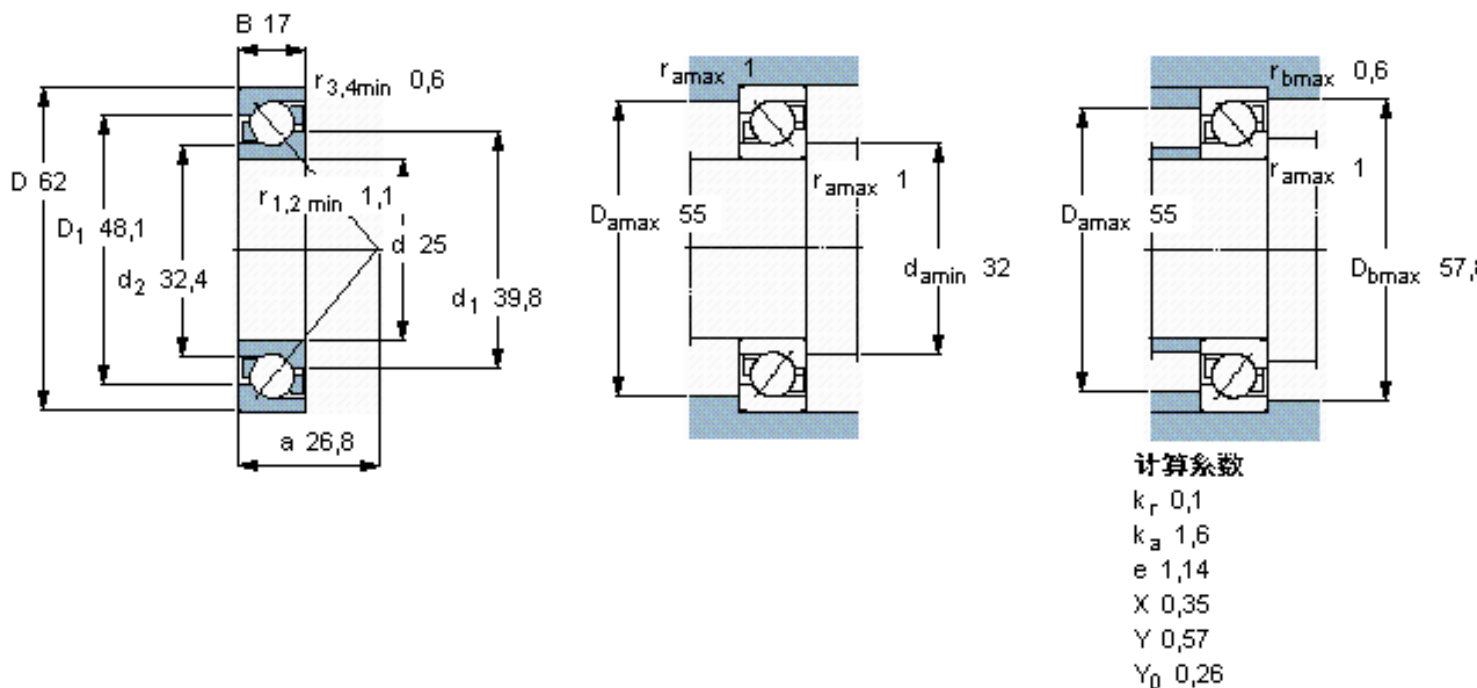 B 17
r3,4min 0,6
D 62
D1 48,1
d2 32,4
r1,2 min 1,1
d 25
d1 39,8
a 26,8
ramax 1
Damax 55
ramax 1
damin 32
rbmax 0,6
ramax 1
Damax 55
Dbmax 57,8
计算系数
kr 0,1
ka 1,6
e 1,14
X 0,35
Y 0,57
Y0 0,26